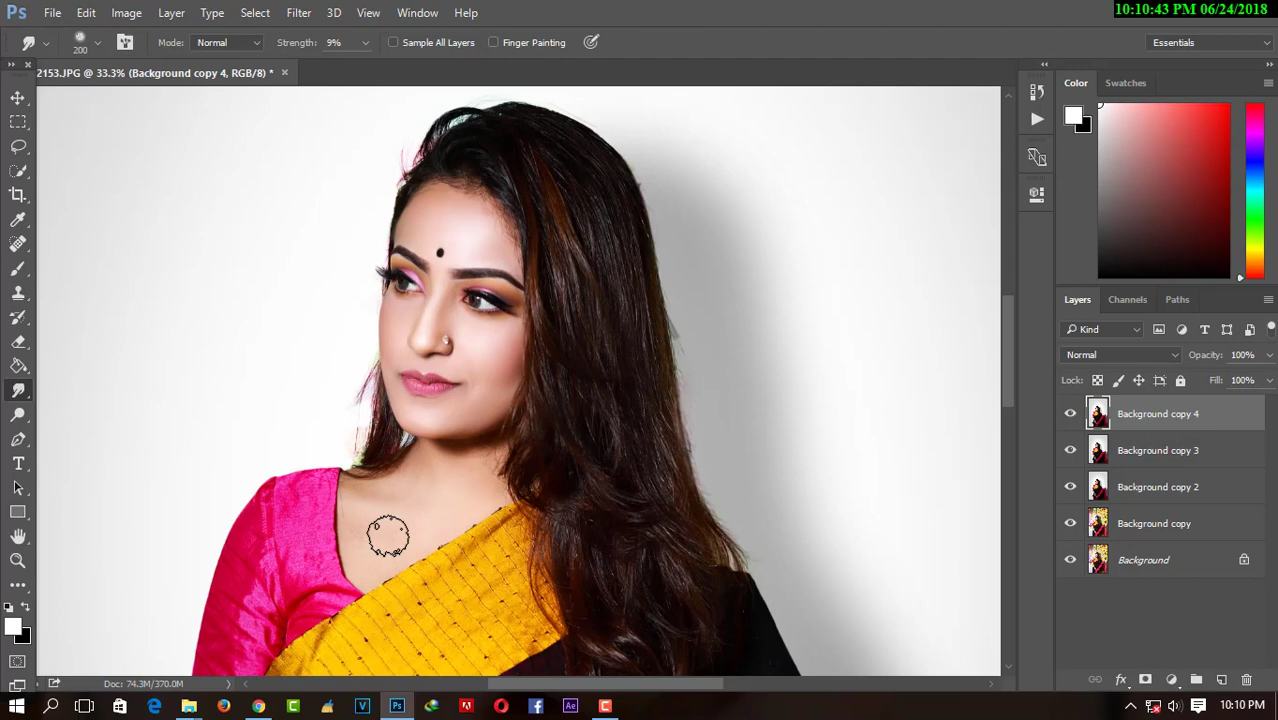 Ps File Edit Image Layer Type Select Filter 3D View Window Help
10:10:43 PM 06/24/2018
200 Mode: Normal Strength: 9% Sample All Layers Finger Painting Essentials
2153.JPG @ 33.3% (Background copy 4, RGB/8) *
Color Swatches
Layers Channels Paths
Kind
Normal Opacity: 100%
Lock: Fill: 100%
Background copy 4
Background copy 3
Background copy 2
Background copy
Background
Doc: 74.3M/370.0M
10:10 PM